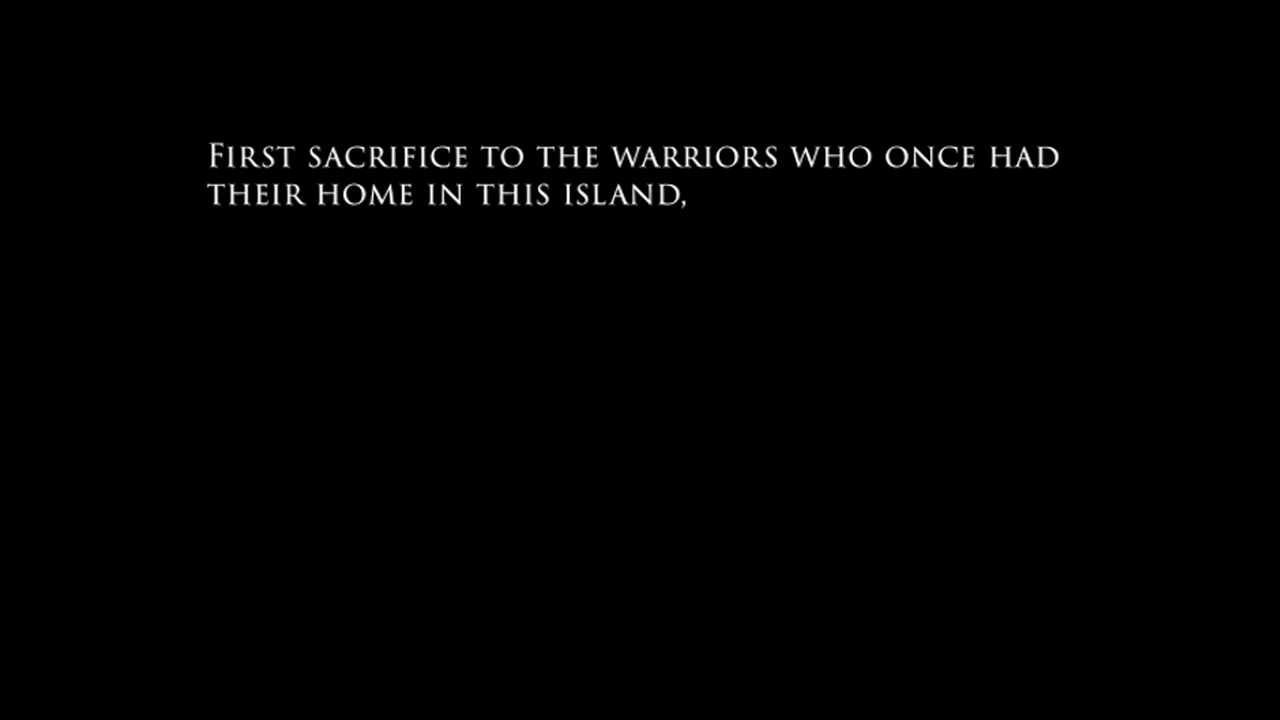 First sacrifice to the warriors who once had
their home in this island,